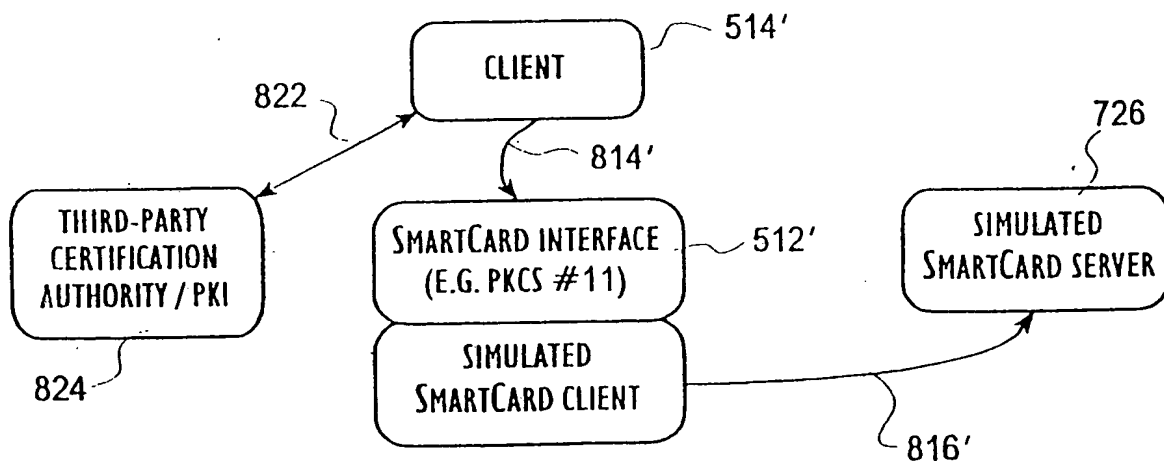 514′
CLIENT
822
814′
726
THIRD-PARTY
CERTIFICATION
AUTHORITY / PKI
SMARTCARD INTERFACE
(E.G. PKCS #11)
512′
SIMULATED
SMARTCARD SERVER
824
SIMULATED
SMARTCARD CLIENT
816′